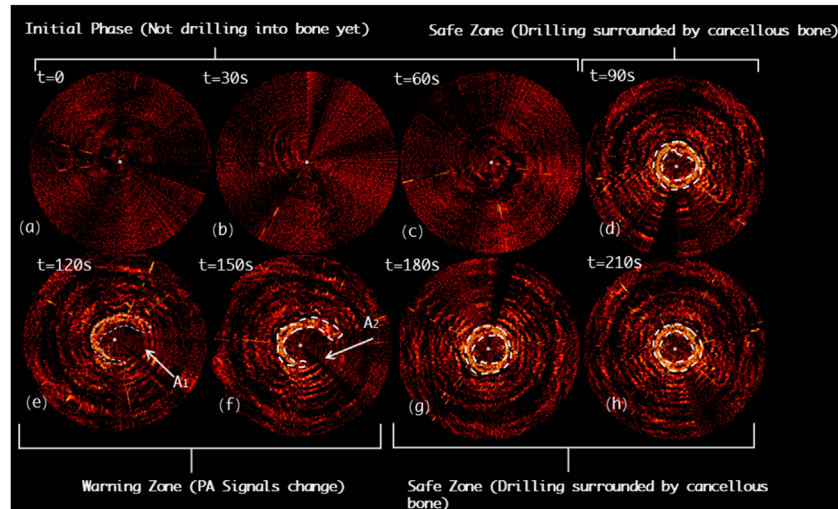 Initial Phase (Not drilling into bone yet)
Safe Zone (Drilling surrounded by cancellous bone)
t=0
t=30s
t=60s
t=90s
(a)
(b)
(c)
(d)
t=120s
t=150s
t=180s
t=210s
A1
A2
(e)
(f)
(g)
(h)
Warning Zone (PA Signals change)
Safe Zone (Drilling surrounded by cancellous
bone)